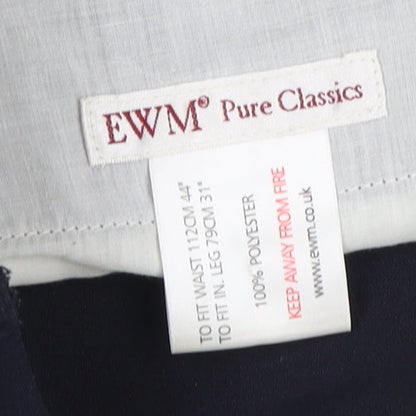 EWM® Pure Classics
TO FIT WAIST 112CM 44"
TO FIT IN. LEG 79CM 31"
100% POLYESTER
KEEP AWAY FROM FIRE
www.ewm.co.uk